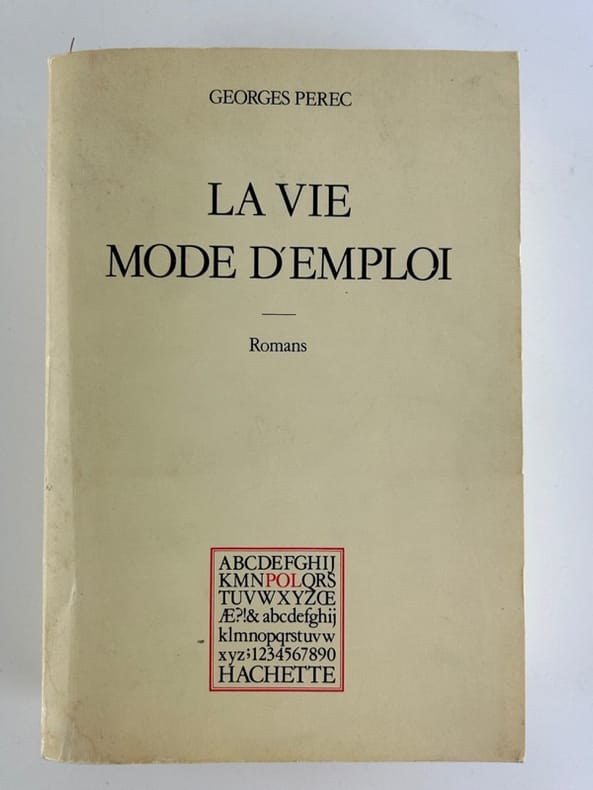 GEORGES PEREC
LA VIE
MODE D'EMPLOI
Romans
ABCDEFGHIJ
KMNPOLQRS
TUVWXYZŒ
Æ?!& abcdefghij
klmnopqrstuvw
xyz;1234567890
HACHETTE